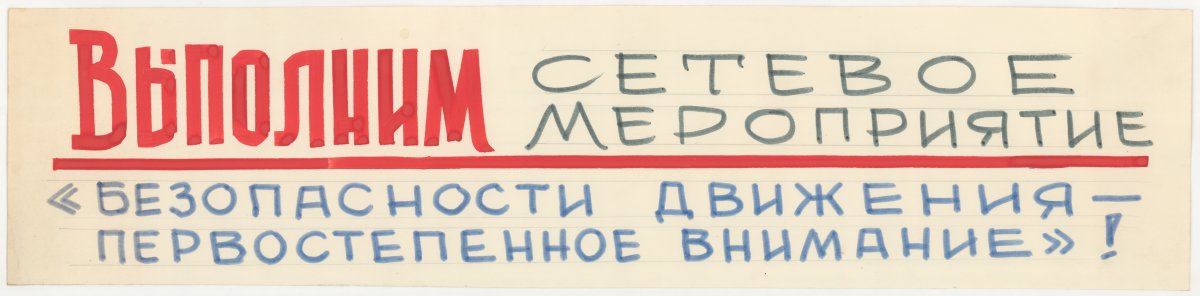 Выполним СЕТЕВОЕ
МЕРОПРИЯТИЕ
«БЕЗОПАСНОСТИ ДВИЖЕНИЯ —
ПЕРВОСТЕПЕННОЕ ВНИМАНИЕ»!